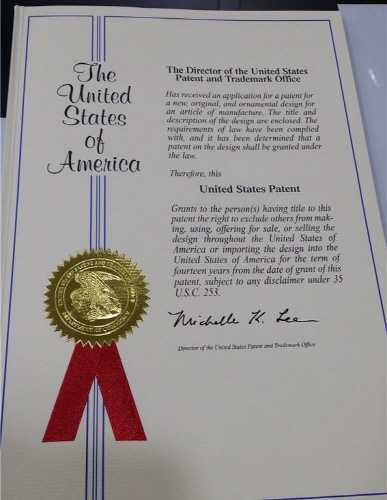 The
United
States
of
America
The Director of the United States
Patent and Trademark Office
Has received an application for a patent for
a new, original, and ornamental design for
an article of manufacture. The title and
description of the design are enclosed. The
requirements of law have been complied
with, and it has been determined that a
patent on the design shall be granted under
the law.
Therefore, this
United States Patent
Grants to the person(s) having title to this
patent the right to exclude others from mak-
ing, using, offering for sale, or selling the
design throughout the United States of
America or importing the design into the
United States of America for the term of
fourteen years from the date of grant of this
patent, subject to any disclaimer under 35
U.S.C. 253.
Michelle K. Lee
Director of the United States Patent and Trademark Office